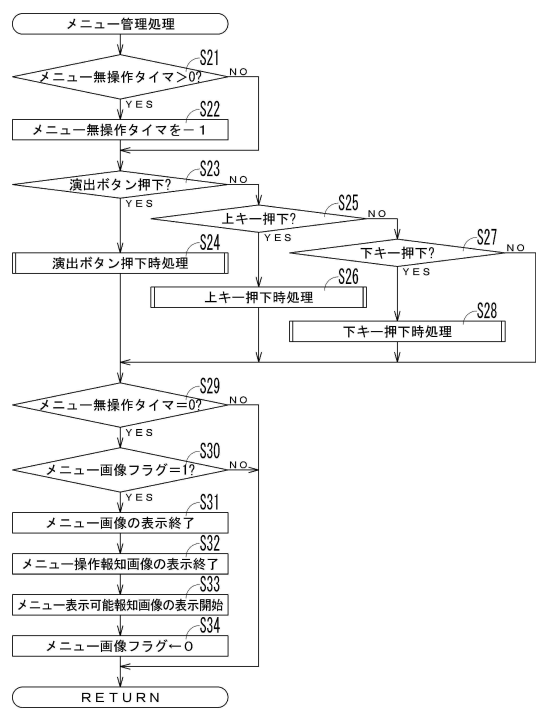 メニュー管理処理
S21
メニュー無操作タイマ>0?
NO
YES
S22
メニュー無操作タイマを－1
S23
演出ボタン押下?
NO
YES
S25
上キー押下?
NO
YES
S27
下キー押下?
NO
YES
S24
演出ボタン押下時処理
S26
上キー押下時処理
S28
下キー押下時処理
S29
メニュー無操作タイマ=0?
NO
YES
S30
メニュー画像フラグ=1?
NO
YES
S31
メニュー画像の表示終了
S32
メニュー操作報知画像の表示終了
S33
メニュー表示可能報知画像の表示開始
S34
メニュー画像フラグ←0
RETURN